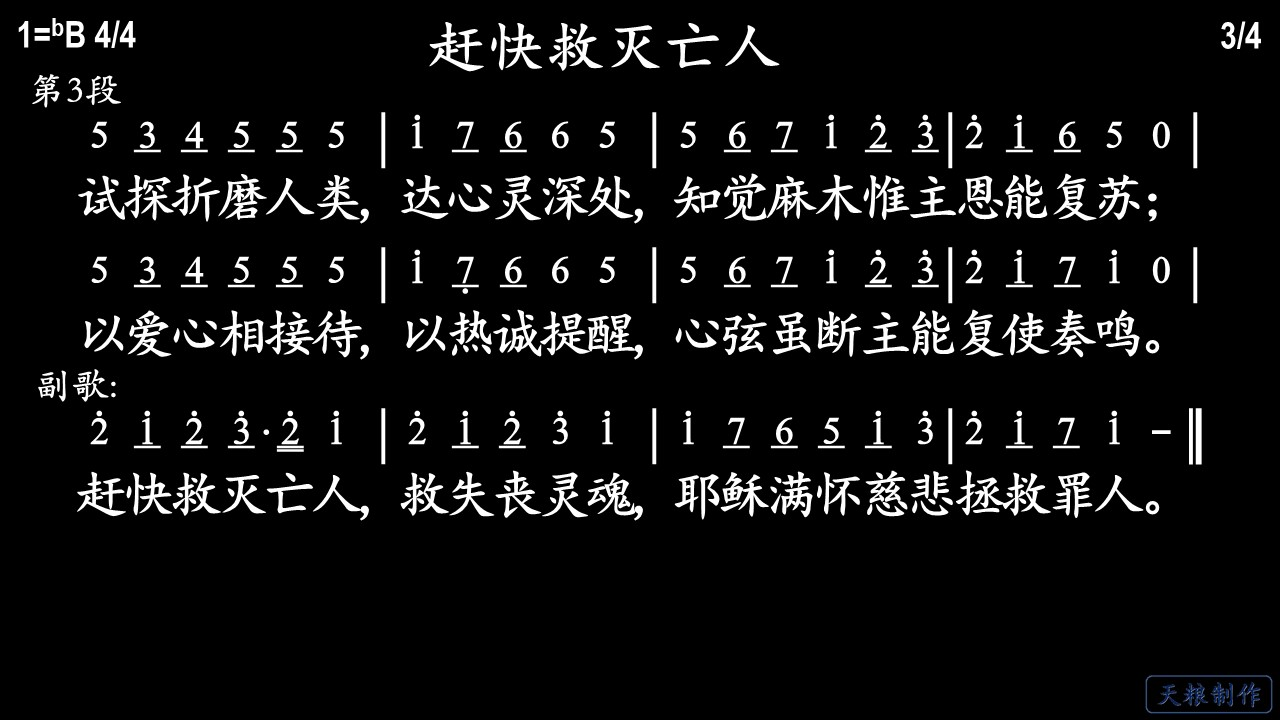 1=ᵇB 4/4
赶快救灭亡人
3/4
第3段
5 3 4 5 5 5 | i̇ 7 6 6 5 | 5 6 7 i̇ 2̇ 3̇ | 2̇ i̇ 6 5 0 |
试探折磨人类, 达心灵深处, 知觉麻木惟主恩能复苏;
5 3 4 5 5 5 | i̇ 7̣ 6 6 5 | 5 6 7 i̇ 2̇ 3̇ | 2̇ i̇ 7 i̇ 0 |
以爱心相接待, 以热诚提醒, 心弦虽断主能复使奏鸣。
副歌:
2̇ i̇ 2̇ 3̇·2̇ i̇ | 2̇ i̇ 2̇ 3̇ i̇ | i̇ 7 6 5 i̇ 3̇ | 2̇ i̇ 7 i̇ – ‖
赶快救灭亡人, 救失丧灵魂, 耶稣满怀慈悲拯救罪人。
天粮制作